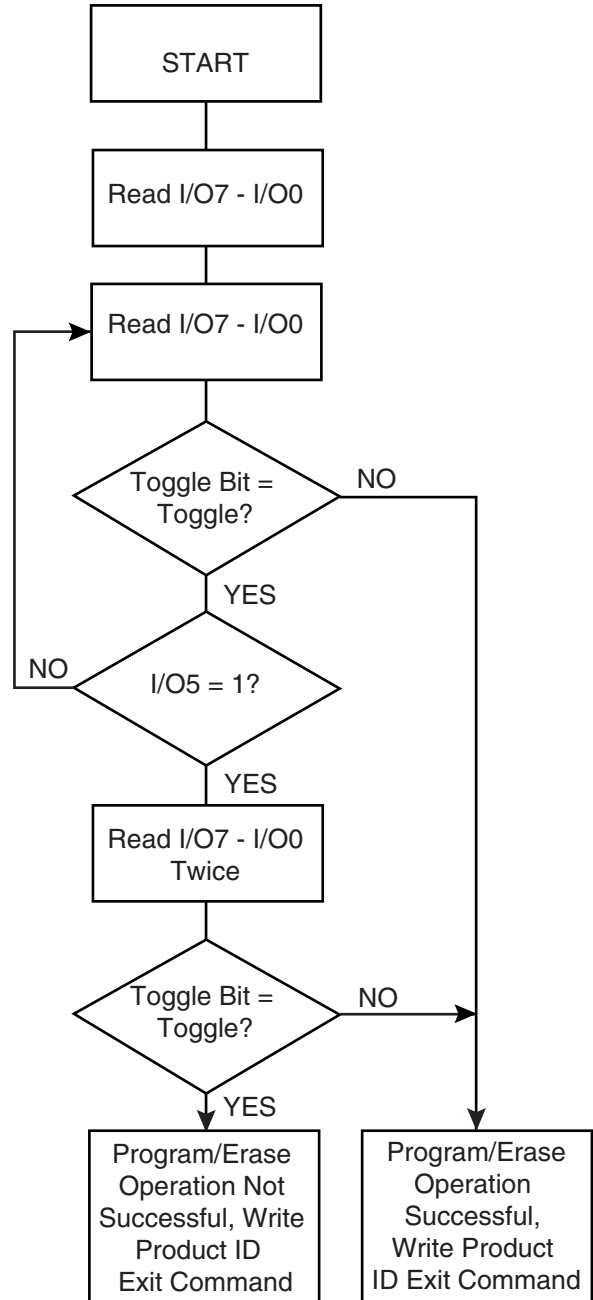 START
Read I/O7 - I/O0
Read I/O7 - I/O0
Toggle Bit =
Toggle?
NO
YES
NO
I/O5 = 1?
YES
Read I/O7 - I/O0
Twice
Toggle Bit =
Toggle?
NO
YES
Program/Erase
Operation Not
Successful, Write
Product ID
Exit Command
Program/Erase
Operation
Successful,
Write Product
ID Exit Command